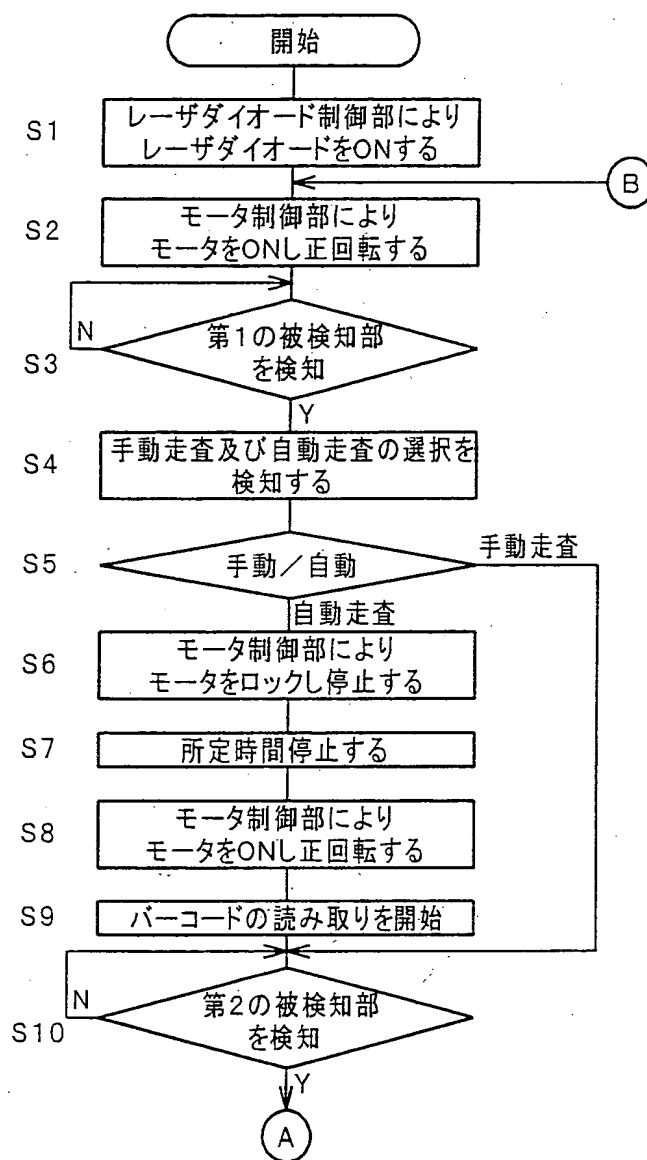 開始
S1
レーザダイオード制御部により
レーザダイオードをONする
B
S2
モータ制御部により
モータをONし正回転する
N
S3
第1の被検知部
を検知
Y
S4
手動走査及び自動走査の選択を
検知する
S5
手動／自動
手動走査
自動走査
S6
モータ制御部により
モータをロックし停止する
S7
所定時間停止する
S8
モータ制御部により
モータをONし正回転する
S9
バーコードの読み取りを開始
N
S10
第2の被検知部
を検知
Y
A